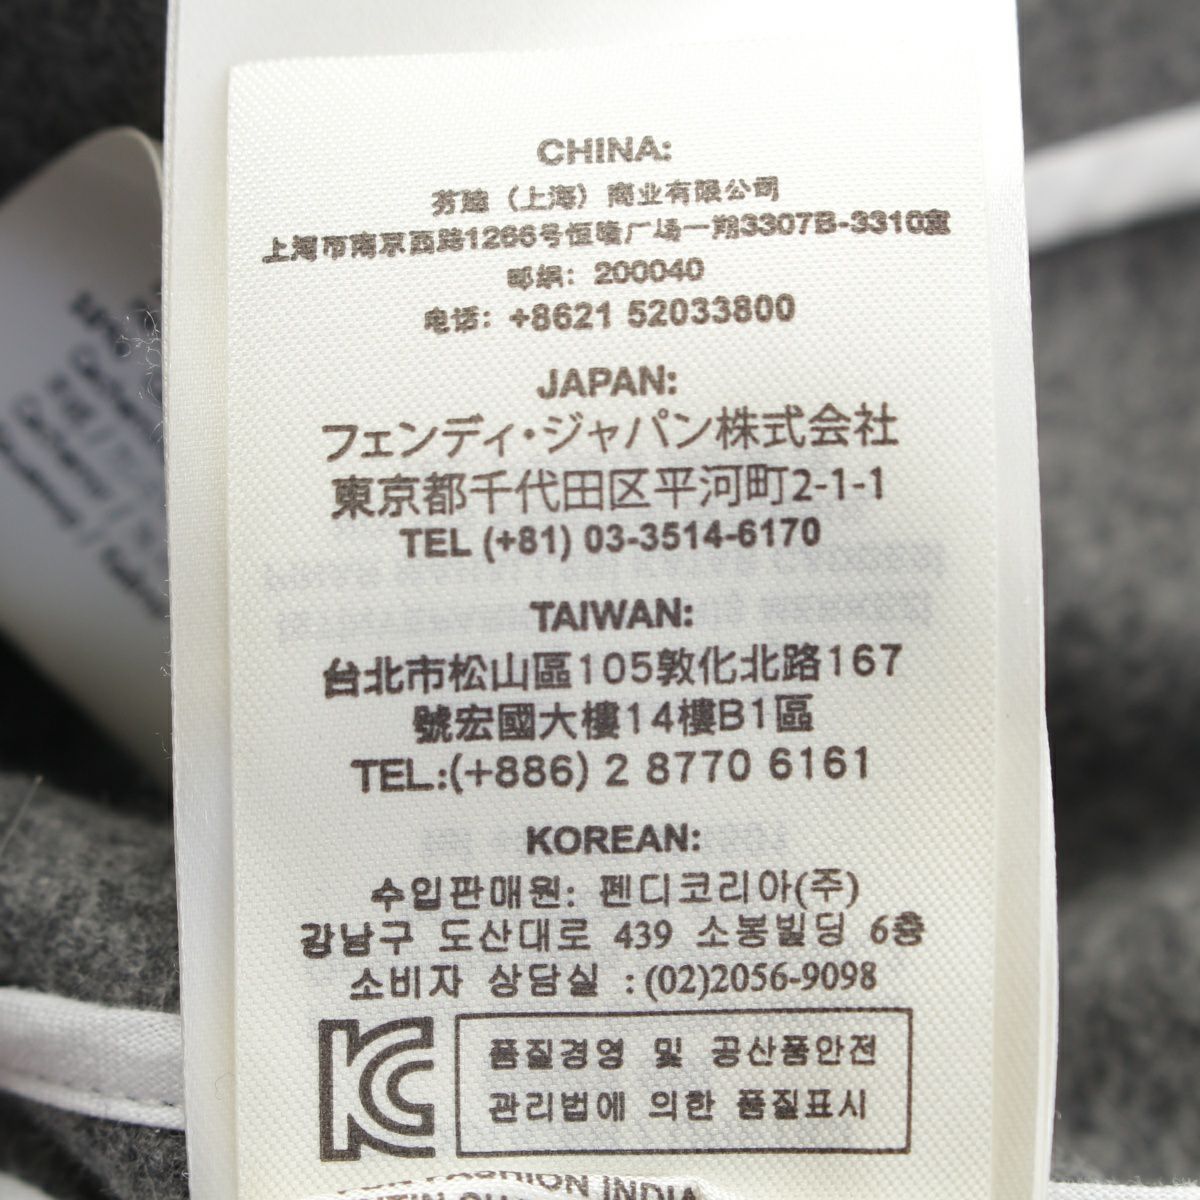 CHINA:
芬迪（上海）商业有限公司
上海市南京西路1266号恒隆广场一期3307B-3310室
邮编：200040
电话：+8621 52033800
JAPAN:
フェンディ・ジャパン株式会社
東京都千代田区平河町2-1-1
TEL (+81) 03-3514-6170
TAIWAN:
台北市松山區105敦化北路167
號宏國大樓14樓B1區
TEL.:(+886) 2 8770 6161
KOREAN:
수입판매원: 펜디코리아(주)
강남구 도산대로 439 소봉빌딩 6층
소비자 상담실 :(02)2056-9098
KC
품질경영 및 공산품안전
관리법에 의한 품질표시
FASHION INDIA